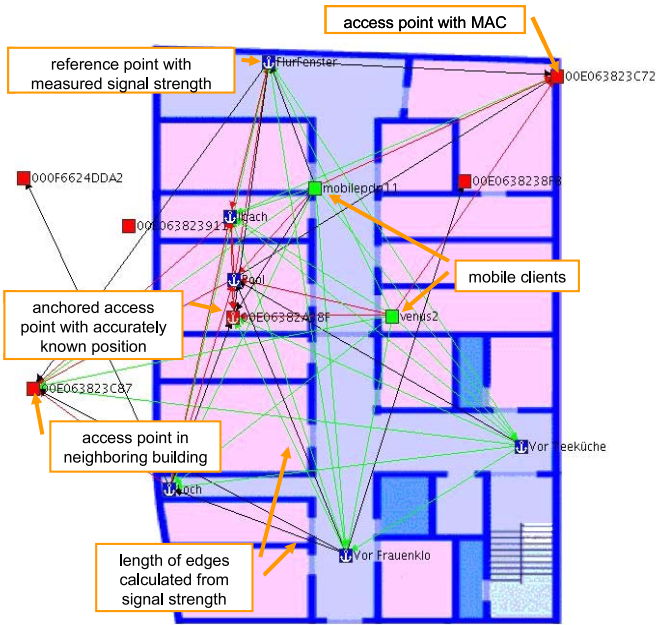 access point with MAC
reference point with
measured signal strength
FlurFenster
00E063823C72
000F6624DDA2
mobilepda11
00E0638238F8
00E063823911
Pool
mobile clients
anchored access
point with accurately
known position
venus2
00E063823C87
access point in
neighboring building
Vor Teeküche
length of edges
calculated from
signal strength
Vor Frauenklo